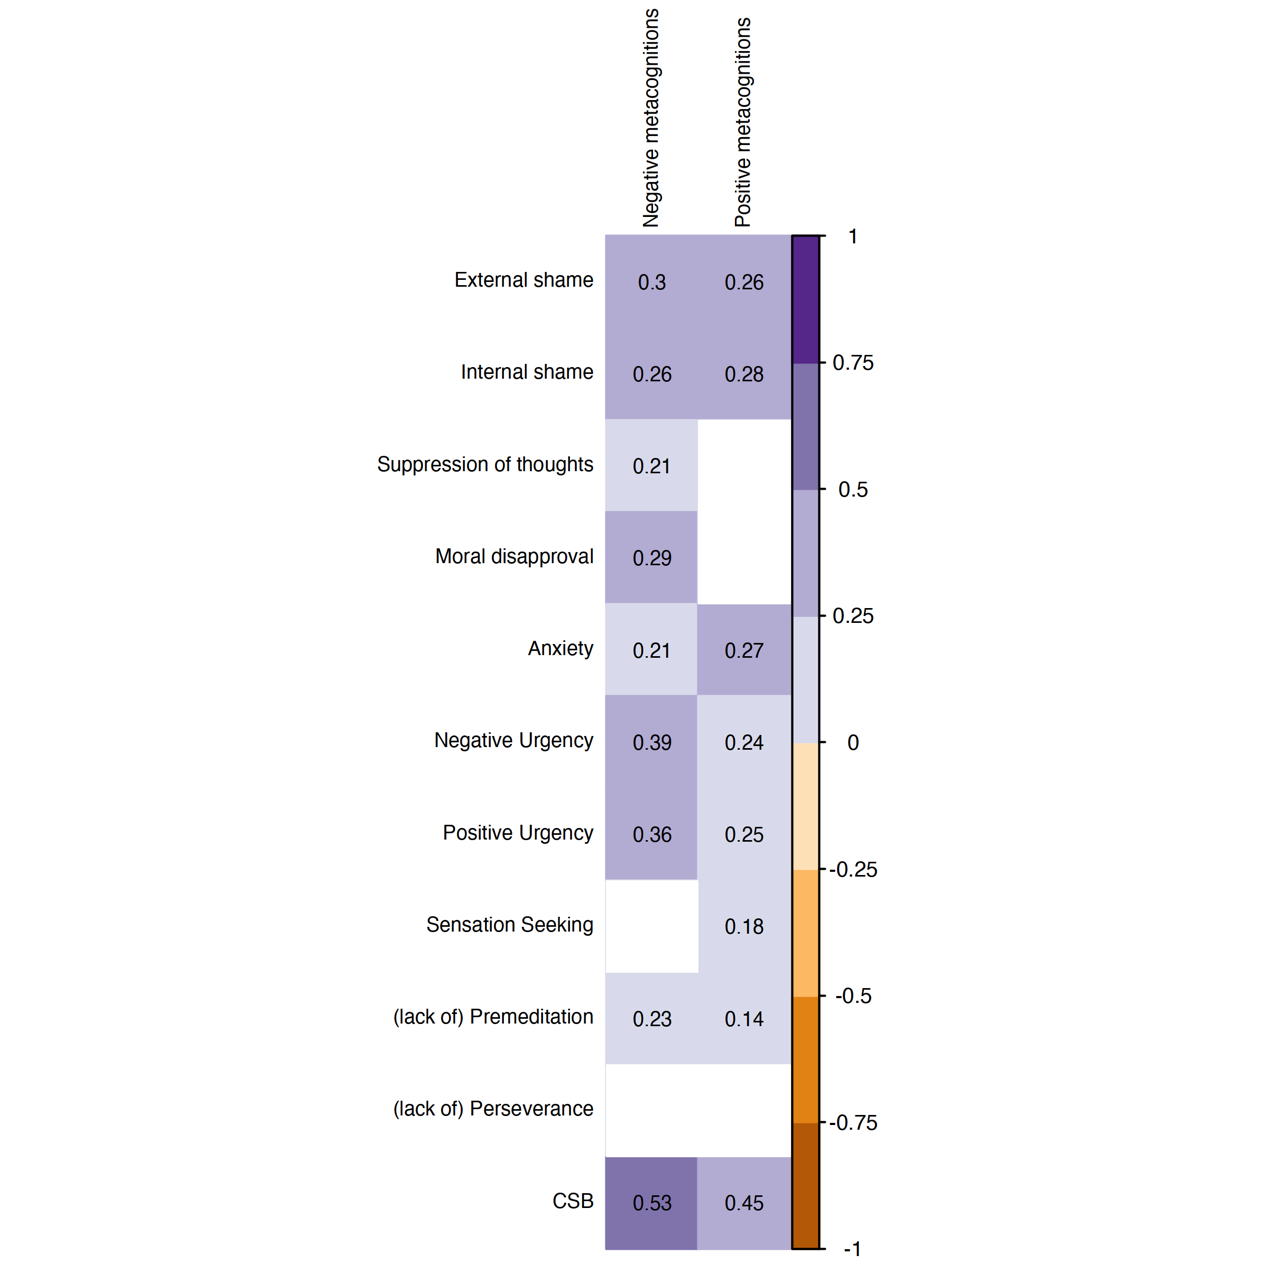 Negative metacognitions
Positive metacognitions
External shame 0.3 0.26
Internal shame 0.26 0.28
Suppression of thoughts 0.21
Moral disapproval 0.29
Anxiety 0.21 0.27
Negative Urgency 0.39 0.24
Positive Urgency 0.36 0.25
Sensation Seeking 0.18
(lack of) Premeditation 0.23 0.14
(lack of) Perseverance
CSB 0.53 0.45
1
0.75
0.5
0.25
0
-0.25
-0.5
-0.75
-1